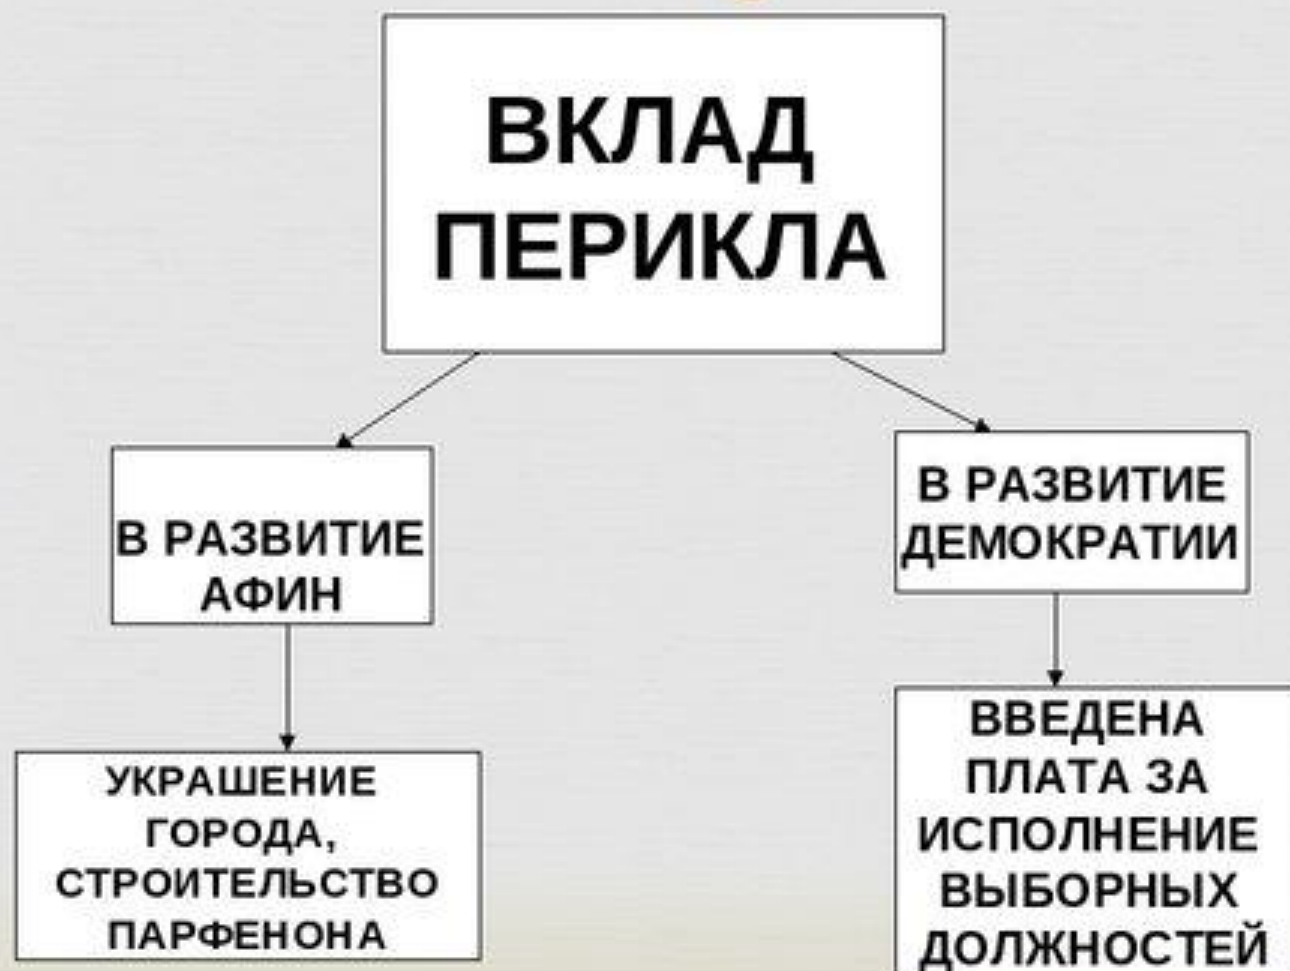 ВКЛАД
ПЕРИКЛА
В РАЗВИТИЕ
АФИН
В РАЗВИТИЕ
ДЕМОКРАТИИ
УКРАШЕНИЕ
ГОРОДА,
СТРОИТЕЛЬСТВО
ПАРФЕНОНА
ВВЕДЕНА
ПЛАТА ЗА
ИСПОЛНЕНИЕ
ВЫБОРНЫХ
ДОЛЖНОСТЕЙ